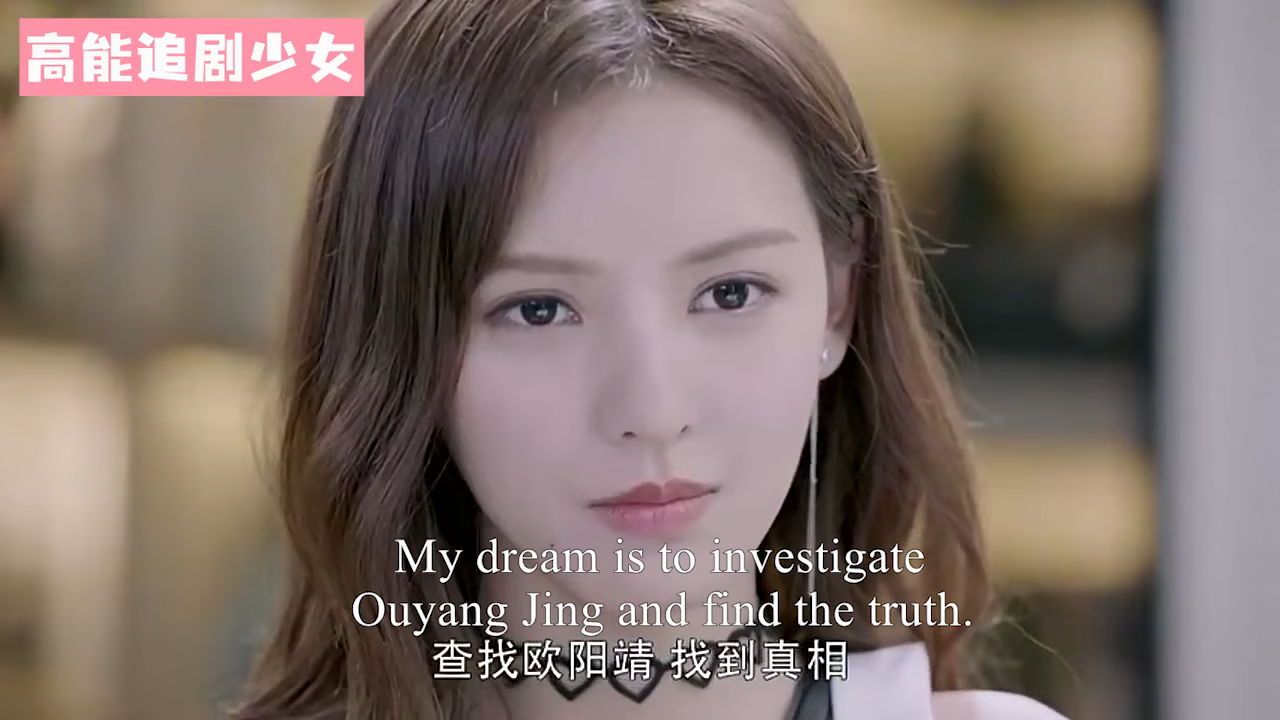 高能追剧少女
My dream is to investigate
Ouyang Jing and find the truth.
查找欧阳靖 找到真相